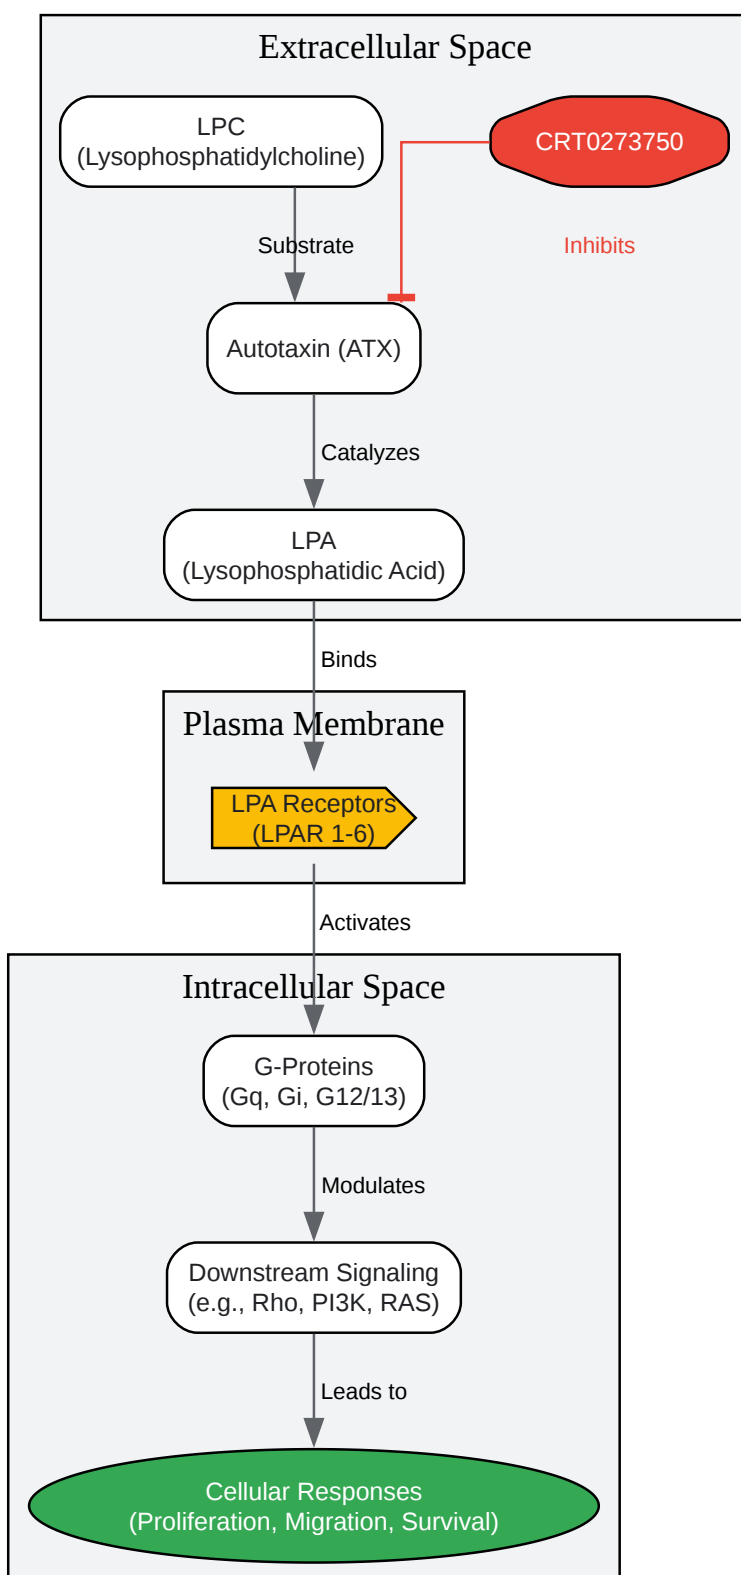 Extracellular Space
LPC
(Lysophosphatidylcholine)
CRT0273750
Substrate
Inhibits
Autotaxin (ATX)
Catalyzes
LPA
(Lysophosphatidic Acid)
Binds
Plasma Membrane
LPA Receptors
(LPAR 1-6)
Activates
Intracellular Space
G-Proteins
(Gq, Gi, G12/13)
Modulates
Downstream Signaling
(e.g., Rho, PI3K, RAS)
Leads to
Cellular Responses
(Proliferation, Migration, Survival)